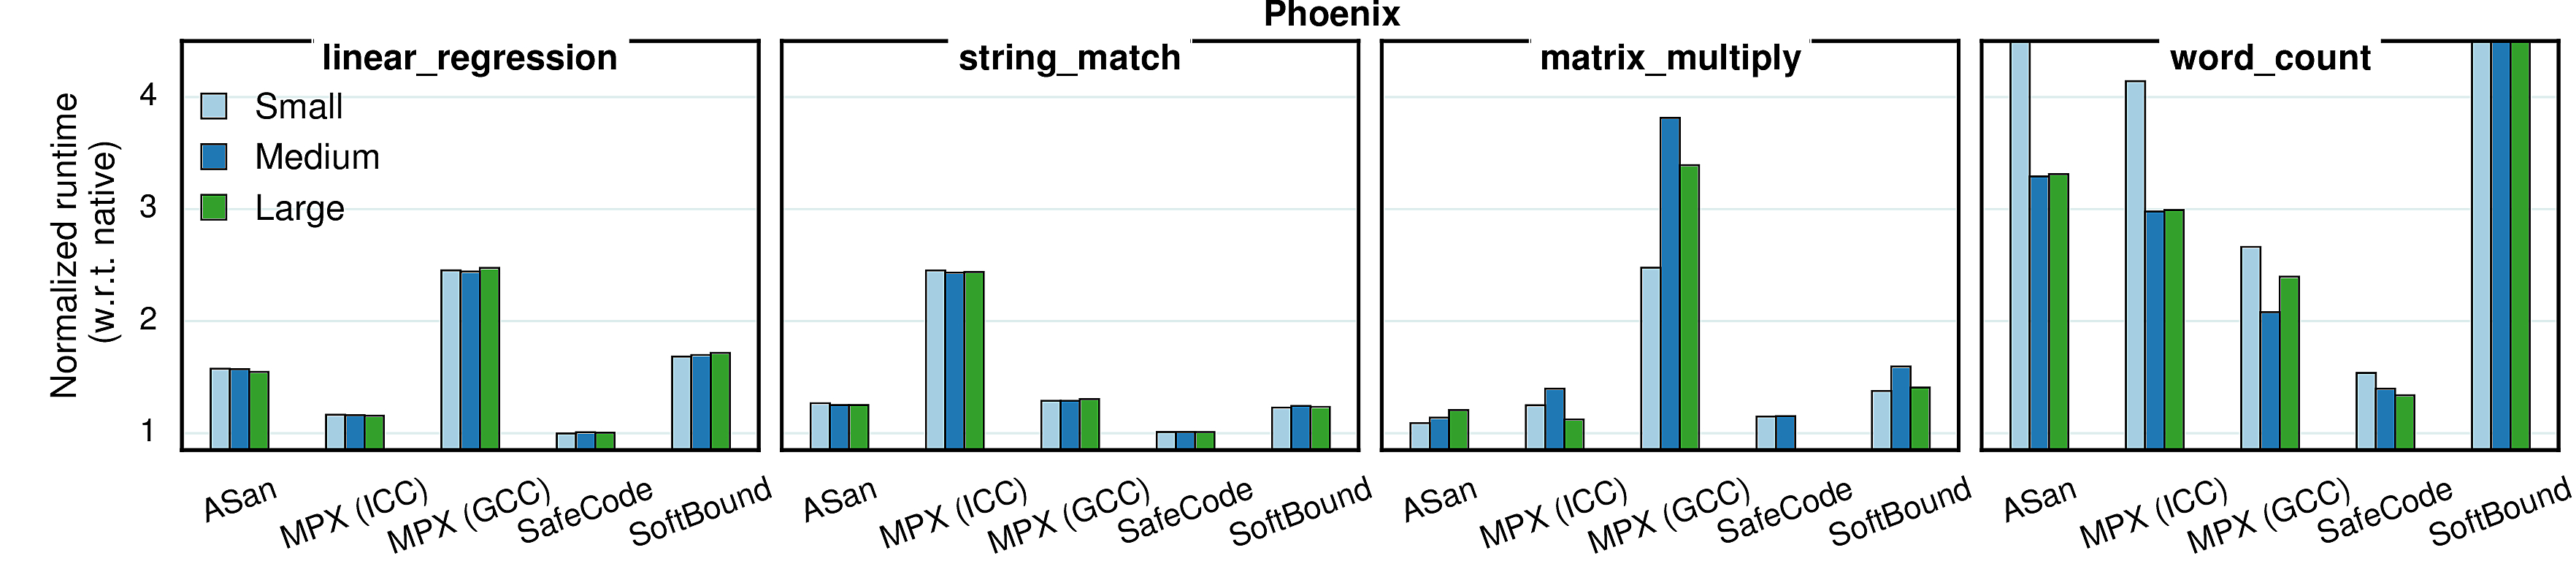 Phoenix
linear_regression
string_match
matrix_multiply
word_count
Normalized runtime
(w.r.t. native)
4
3
2
1
Small
Medium
Large
ASan
MPX (ICC)
MPX (GCC)
SafeCode
SoftBound
ASan
MPX (ICC)
MPX (GCC)
SafeCode
SoftBound
ASan
MPX (ICC)
MPX (GCC)
SafeCode
SoftBound
ASan
MPX (ICC)
MPX (GCC)
SafeCode
SoftBound